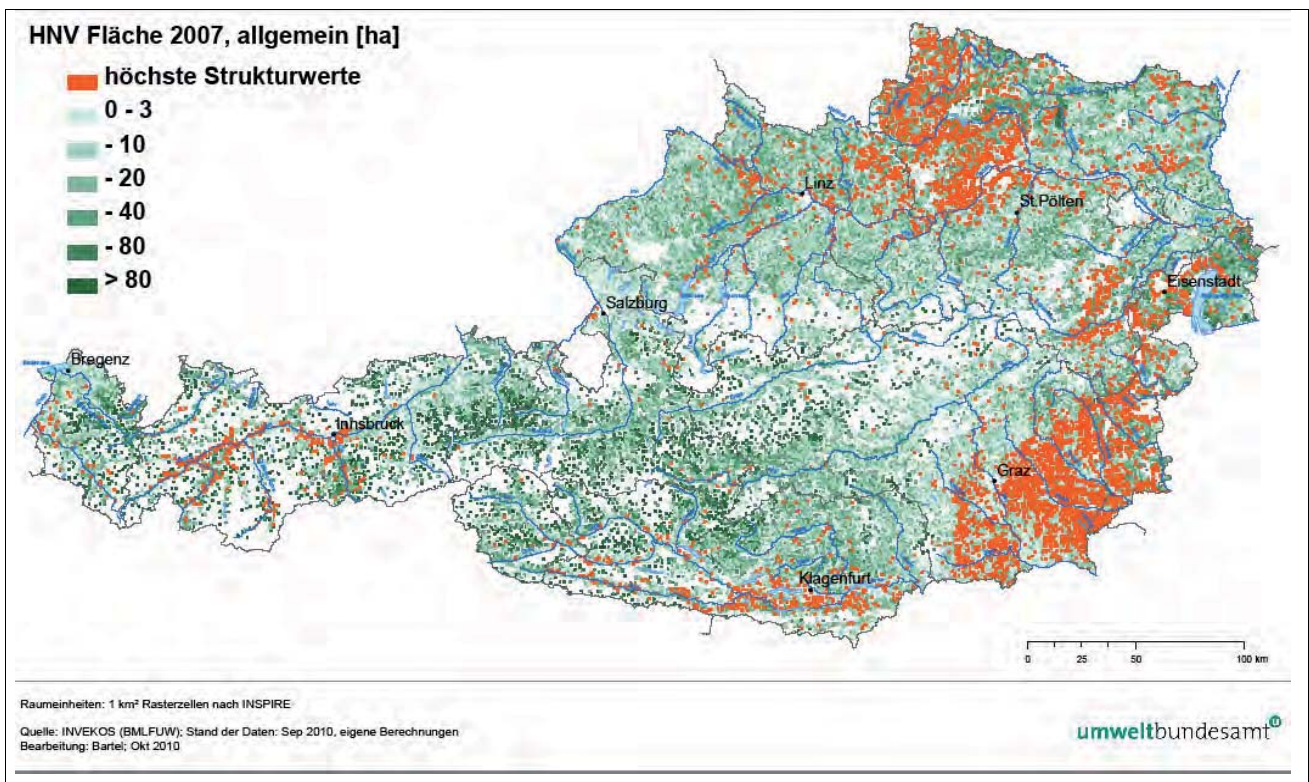 HNV Fläche 2007, allgemein [ha]
höchste Strukturwerte
0 - 3
- 10
- 20
- 40
- 80
> 80
Linz
St.Pölten
Eisenstadt
Salzburg
Bregenz
Innsbruck
Graz
Klagenfurt
0 25 50 100 km
Raumeinheiten: 1 km² Rasterzellen nach INSPIRE
Quelle: INVEKOS (BMLFUW); Stand der Daten: Sep 2010, eigene Berechnungen
Bearbeitung: Bartel; Okt 2010
umweltbundesamt